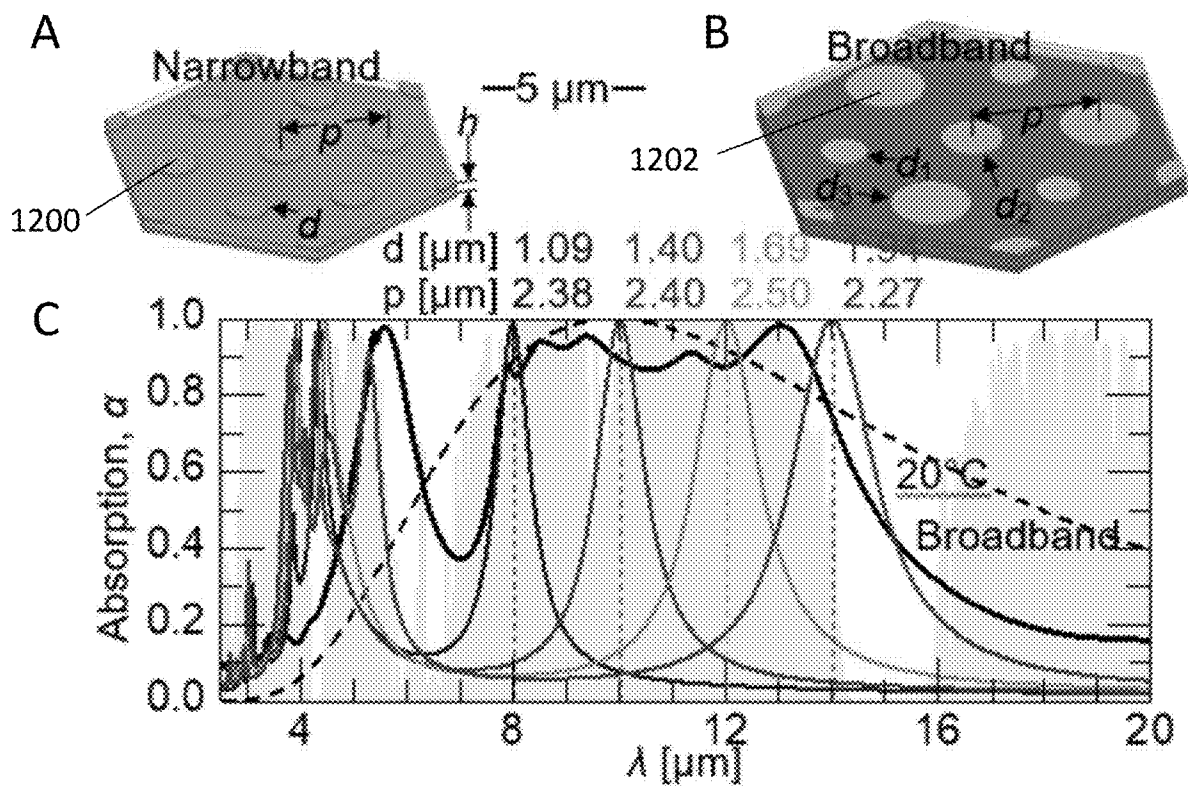 A
Narrowband
p
h
1200
d
5 µm
B
Broadband
p
1202
d1
d3
d2
d [µm] 1.09 1.40 1.69
p [µm] 2.38 2.40 2.50 2.27
C
Absorption, α
1.0
0.8
0.6
0.4
0.2
0.0
20°C
Broadband
4 8 12 16 20
λ [µm]